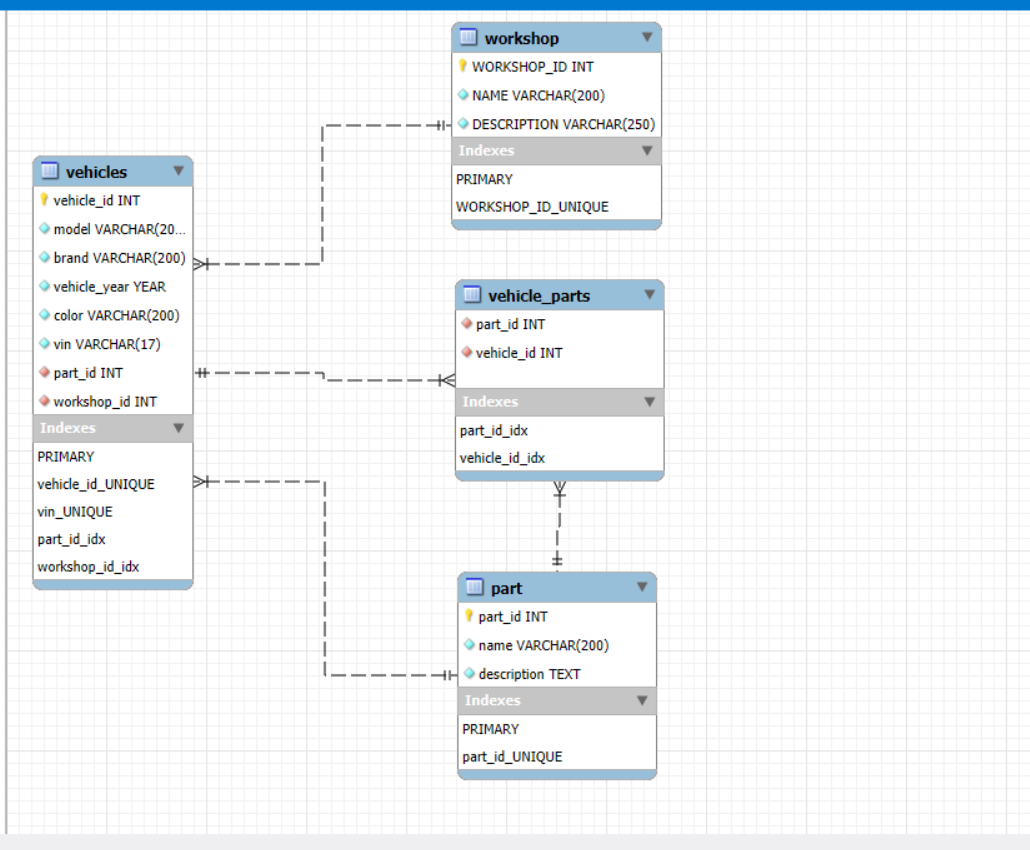 workshop
WORKSHOP_ID INT
NAME VARCHAR(200)
DESCRIPTION VARCHAR(250)
Indexes
PRIMARY
WORKSHOP_ID_UNIQUE
vehicles
vehicle_id INT
model VARCHAR(20...
brand VARCHAR(200)
vehicle_year YEAR
color VARCHAR(200)
vin VARCHAR(17)
part_id INT
workshop_id INT
Indexes
PRIMARY
vehicle_id_UNIQUE
vin_UNIQUE
part_id_idx
workshop_id_idx
vehicle_parts
part_id INT
vehicle_id INT
Indexes
part_id_idx
vehicle_id_idx
part
part_id INT
name VARCHAR(200)
description TEXT
Indexes
PRIMARY
part_id_UNIQUE